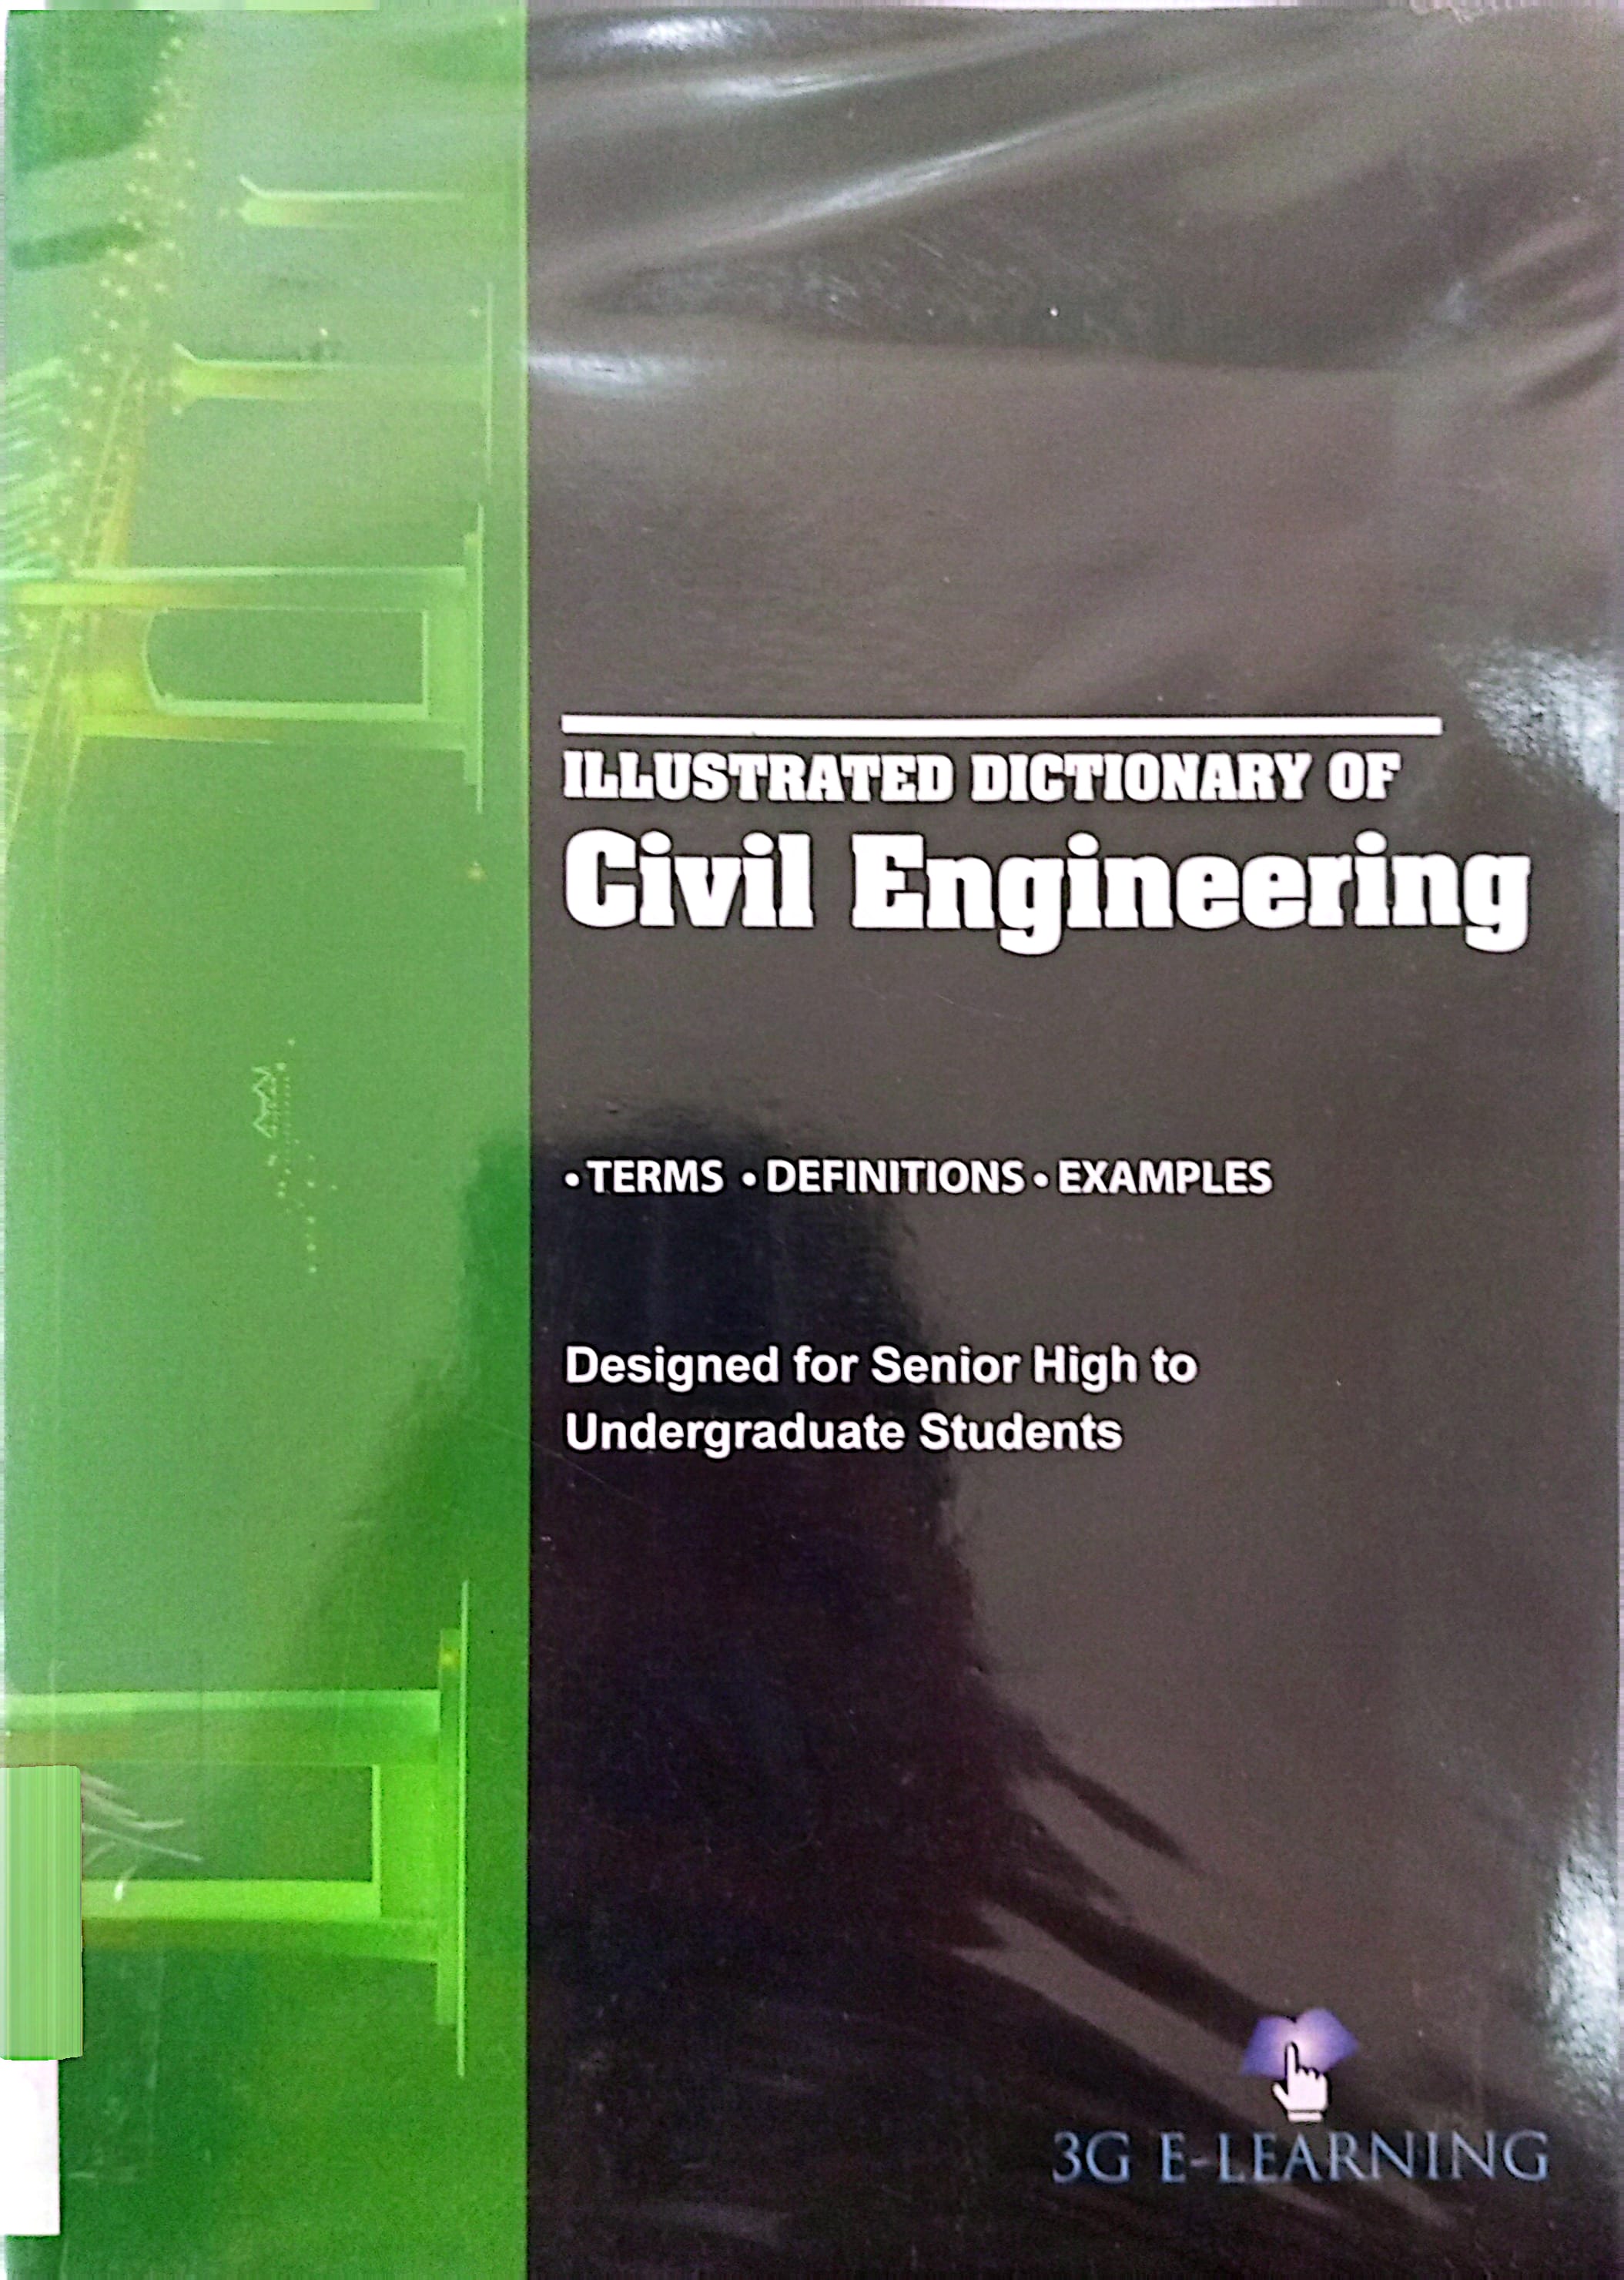 ILLUSTRATED DICTIONARY OF
Civil Engineering
• TERMS • DEFINITIONS • EXAMPLES
Designed for Senior High to
Undergraduate Students
3G E-LEARNING